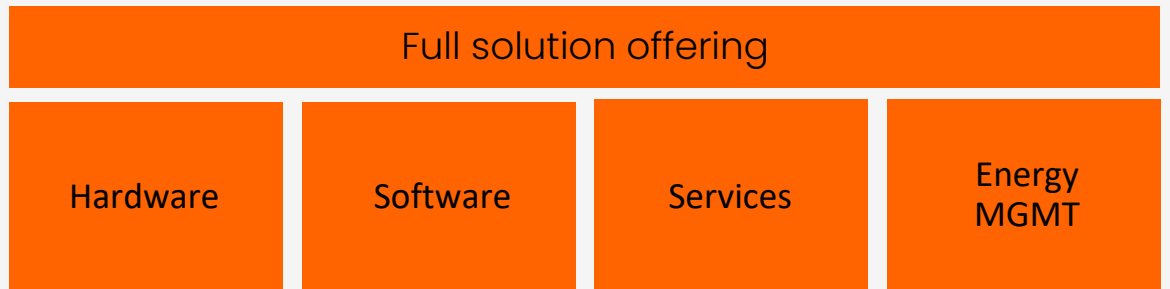 Full solution offering
Hardware
Software
Services
Energy
MGMT